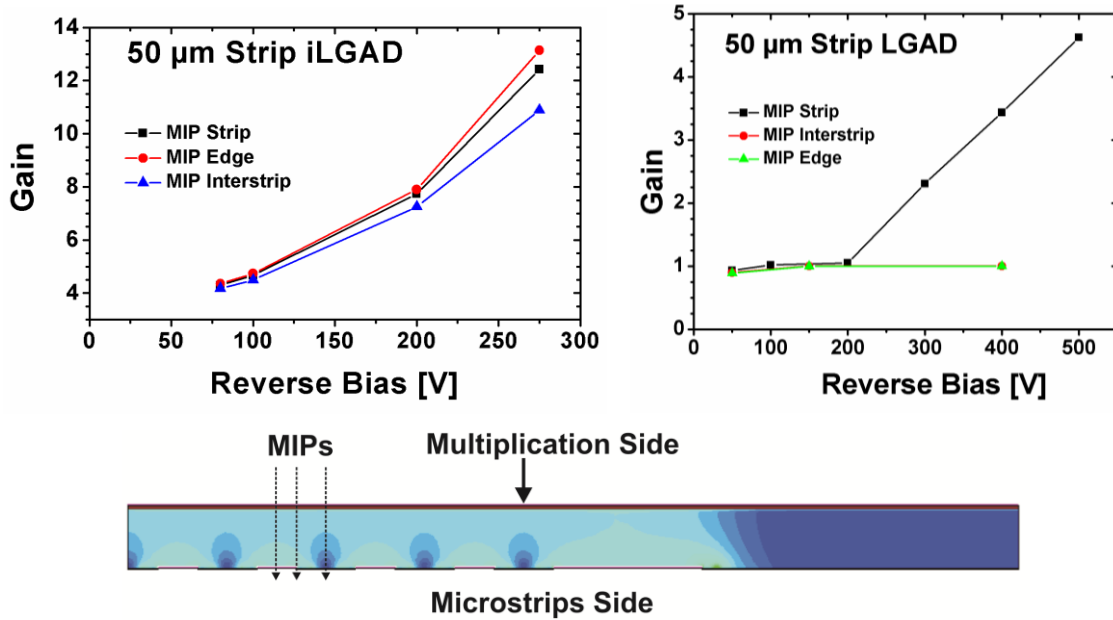 50 µm Strip iLGAD
MIP Strip
MIP Edge
MIP Interstrip
Gain
14
12
10
8
6
4
0
50
100
150
200
250
300
Reverse Bias [V]
50 µm Strip LGAD
MIP Strip
MIP Interstrip
MIP Edge
Gain
5
4
3
2
1
0
0
100
200
300
400
500
Reverse Bias [V]
MIPs
Multiplication Side
Microstrips Side